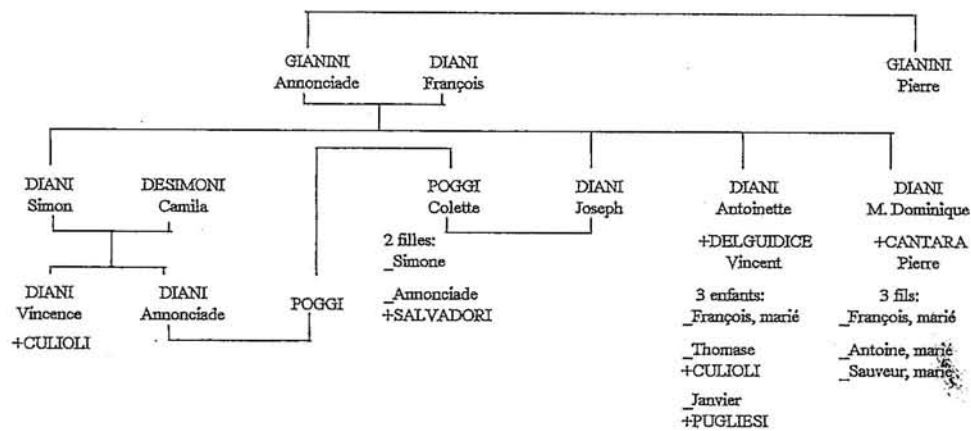 GIANINI
Annonciade
DIANI
François
GIANINI
Pierre
DIANI
Simon
DESIMONI
Camila
POGGI
Colette
DIANI
Joseph
DIANI
Antoinette
+DELGUIDICE
Vincent
DIANI
M. Dominique
+CANTARA
Pierre
2 filles:
_Simone
_Annonciade
+SALVADORI
DIANI
Vincence
+CULIOLI
DIANI
Annonciade
POGGI
3 enfants:
_François, marié
_Thomase
+CULIOLI
_Janvier
+PUGLIESI
3 fils:
_François, marié
_Antoine, marié
_Sauveur, marié